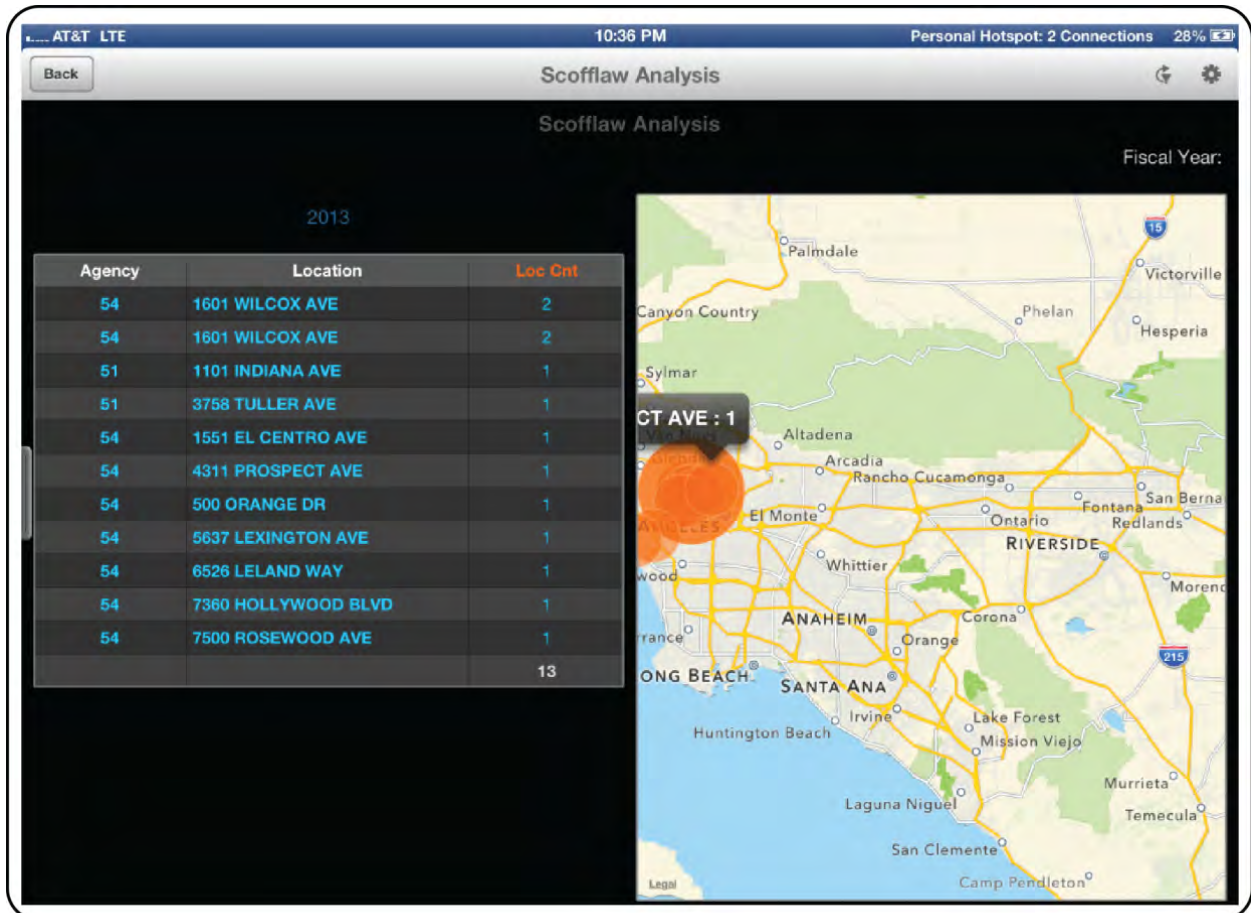 AT&T LTE 10:36 PM Personal Hotspot: 2 Connections 28%
Back Scofflaw Analysis
Scofflaw Analysis
Fiscal Year:
2013
Agency Location Loc Cnt
54 1601 WILCOX AVE 2
54 1601 WILCOX AVE 2
51 1101 INDIANA AVE 1
51 3758 TULLER AVE 1
54 1551 EL CENTRO AVE 1
54 4311 PROSPECT AVE 1
54 500 ORANGE DR 1
54 5637 LEXINGTON AVE 1
54 6526 LELAND WAY 1
54 7360 HOLLYWOOD BLVD 1
54 7500 ROSEWOOD AVE 1
13
15
Palmdale
Victorville
Canyon Country
Phelan
Hesperia
Sylmar
CT AVE : 1
Altadena
Arcadia
Rancho Cucamonga
San Berna
Fontana
El Monte
Ontario
Redlands
RIVERSIDE
Whittier
wood
Moreno
ANAHEIM
Corona
rrance
Orange
215
ONG BEACH
SANTA ANA
Irvine
Lake Forest
Huntington Beach
Mission Viejo
Murrieta
Laguna Niguel
Temecula
San Clemente
Camp Pendleton
Legal